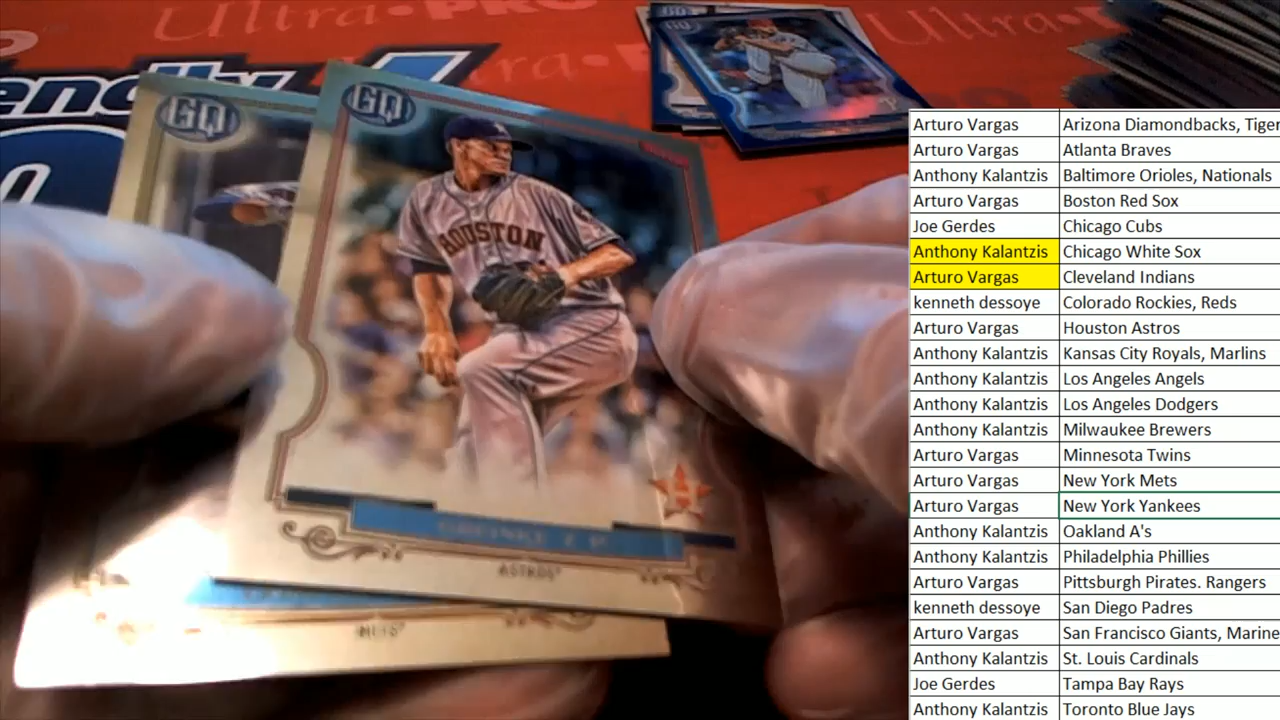 Ultra PRO
Ultra
endly
GQ
GQ
GQ
HOUSTON
GREINKE P
ASTROS
METS
Arturo Vargas Arizona Diamondbacks, Tiger
Arturo Vargas Atlanta Braves
Anthony Kalantzis Baltimore Orioles, Nationals
Arturo Vargas Boston Red Sox
Joe Gerdes Chicago Cubs
Anthony Kalantzis Chicago White Sox
Arturo Vargas Cleveland Indians
kenneth dessoye Colorado Rockies, Reds
Arturo Vargas Houston Astros
Anthony Kalantzis Kansas City Royals, Marlins
Anthony Kalantzis Los Angeles Angels
Anthony Kalantzis Los Angeles Dodgers
Anthony Kalantzis Milwaukee Brewers
Arturo Vargas Minnesota Twins
Arturo Vargas New York Mets
Arturo Vargas New York Yankees
Anthony Kalantzis Oakland A's
Anthony Kalantzis Philadelphia Phillies
Arturo Vargas Pittsburgh Pirates. Rangers
kenneth dessoye San Diego Padres
Arturo Vargas San Francisco Giants, Marine
Anthony Kalantzis St. Louis Cardinals
Joe Gerdes Tampa Bay Rays
Anthony Kalantzis Toronto Blue Jays